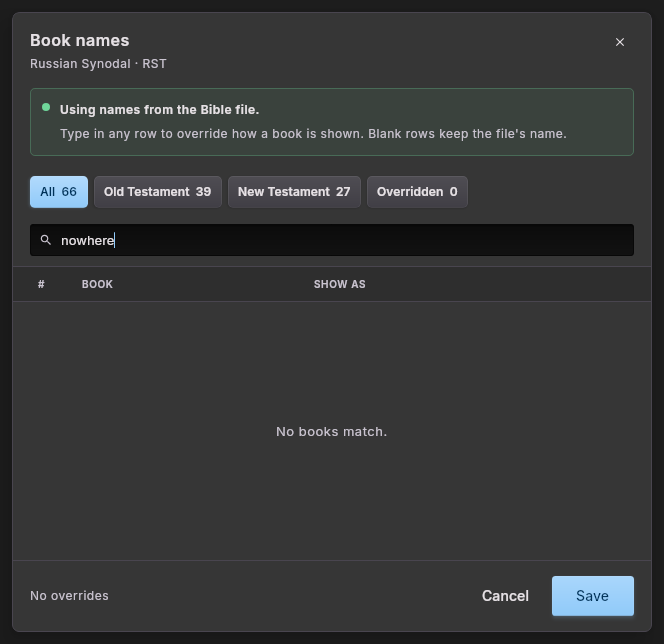 Book names
Russian Synodal · RST
Using names from the Bible file.
Type in any row to override how a book is shown. Blank rows keep the file's name.
All 66 Old Testament 39 New Testament 27 Overridden 0
nowhere
# BOOK SHOW AS
No books match.
No overrides Cancel Save